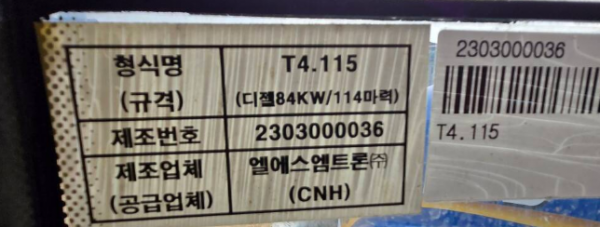 형식명 T4.115
(규격) (디젤84KW/114마력)
제조번호 2303000036
제조업체 엘에스엠트론㈜
(공급업체) (CNH)
2303000036
T4.115